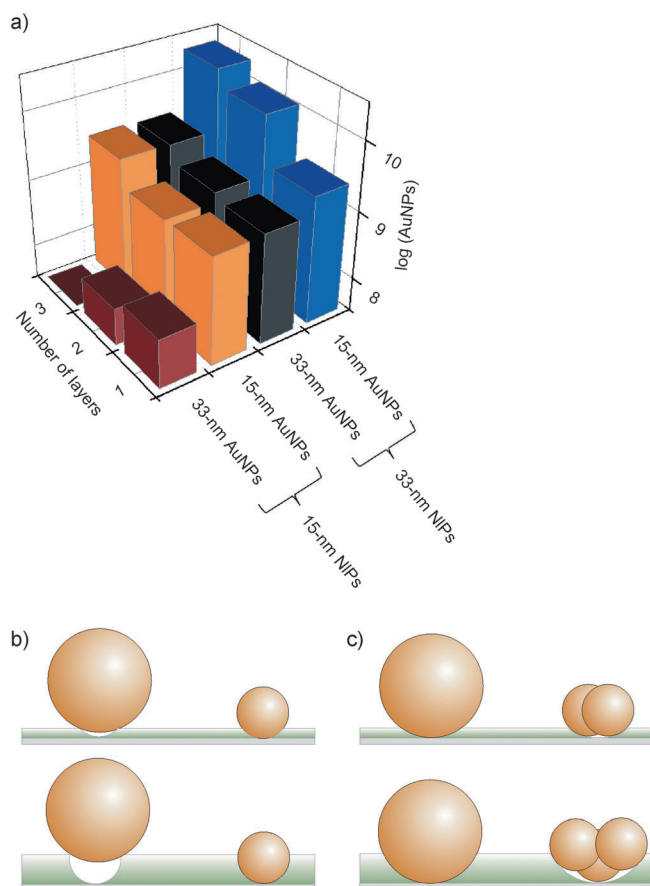 a)
10
9
8
log (AuNPs)
3
2
1
Number of layers
15-nm AuNPs
33-nm AuNPs
15-nm AuNPs
33-nm AuNPs
33-nm NIPs
15-nm NIPs
b)
c)